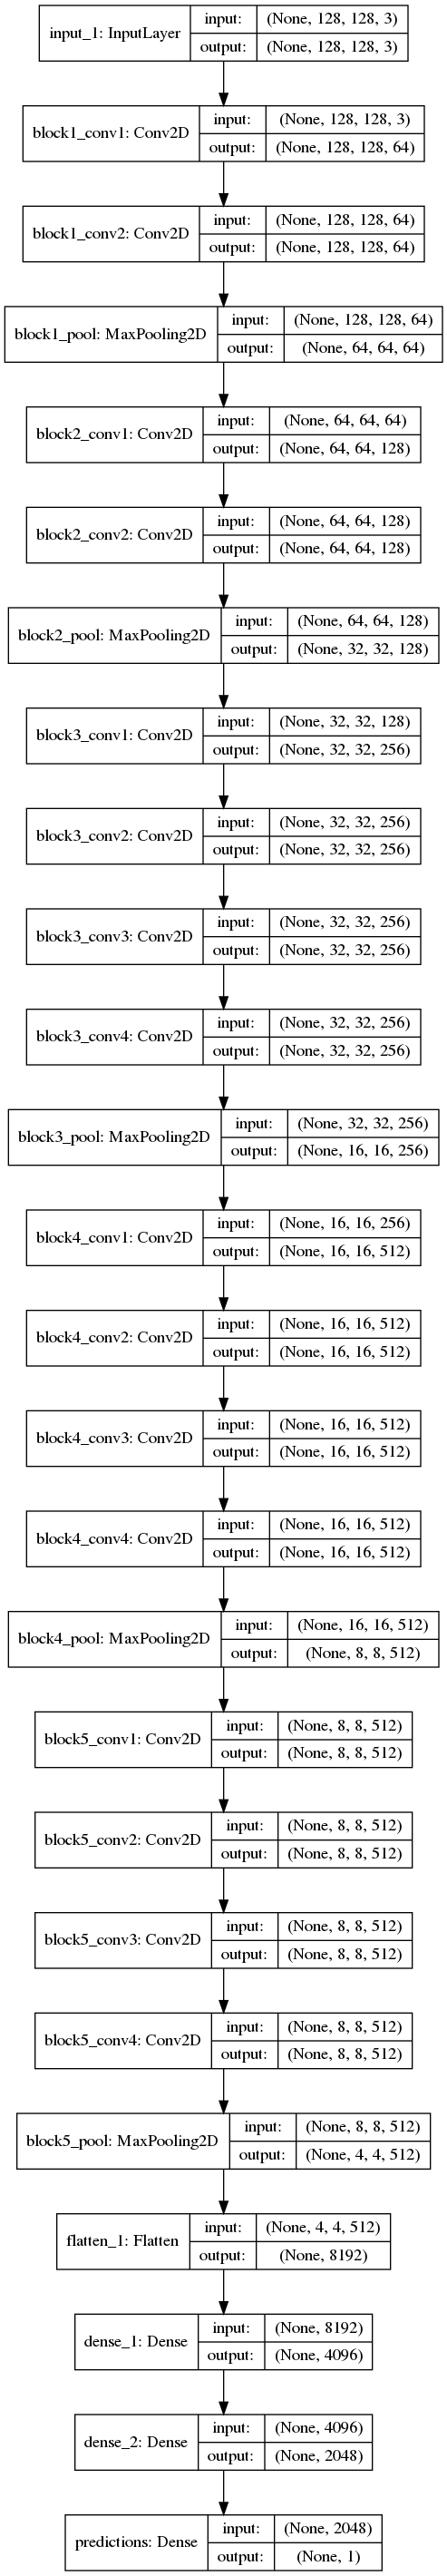 input_1: InputLayer
input: (None, 128, 128, 3)
output: (None, 128, 128, 3)
block1_conv1: Conv2D
input: (None, 128, 128, 3)
output: (None, 128, 128, 64)
block1_conv2: Conv2D
input: (None, 128, 128, 64)
output: (None, 128, 128, 64)
block1_pool: MaxPooling2D
input: (None, 128, 128, 64)
output: (None, 64, 64, 64)
block2_conv1: Conv2D
input: (None, 64, 64, 64)
output: (None, 64, 64, 128)
block2_conv2: Conv2D
input: (None, 64, 64, 128)
output: (None, 64, 64, 128)
block2_pool: MaxPooling2D
input: (None, 64, 64, 128)
output: (None, 32, 32, 128)
block3_conv1: Conv2D
input: (None, 32, 32, 128)
output: (None, 32, 32, 256)
block3_conv2: Conv2D
input: (None, 32, 32, 256)
output: (None, 32, 32, 256)
block3_conv3: Conv2D
input: (None, 32, 32, 256)
output: (None, 32, 32, 256)
block3_conv4: Conv2D
input: (None, 32, 32, 256)
output: (None, 32, 32, 256)
block3_pool: MaxPooling2D
input: (None, 32, 32, 256)
output: (None, 16, 16, 256)
block4_conv1: Conv2D
input: (None, 16, 16, 256)
output: (None, 16, 16, 512)
block4_conv2: Conv2D
input: (None, 16, 16, 512)
output: (None, 16, 16, 512)
block4_conv3: Conv2D
input: (None, 16, 16, 512)
output: (None, 16, 16, 512)
block4_conv4: Conv2D
input: (None, 16, 16, 512)
output: (None, 16, 16, 512)
block4_pool: MaxPooling2D
input: (None, 16, 16, 512)
output: (None, 8, 8, 512)
block5_conv1: Conv2D
input: (None, 8, 8, 512)
output: (None, 8, 8, 512)
block5_conv2: Conv2D
input: (None, 8, 8, 512)
output: (None, 8, 8, 512)
block5_conv3: Conv2D
input: (None, 8, 8, 512)
output: (None, 8, 8, 512)
block5_conv4: Conv2D
input: (None, 8, 8, 512)
output: (None, 8, 8, 512)
block5_pool: MaxPooling2D
input: (None, 8, 8, 512)
output: (None, 4, 4, 512)
flatten_1: Flatten
input: (None, 4, 4, 512)
output: (None, 8192)
dense_1: Dense
input: (None, 8192)
output: (None, 4096)
dense_2: Dense
input: (None, 4096)
output: (None, 2048)
predictions: Dense
input: (None, 2048)
output: (None, 1)